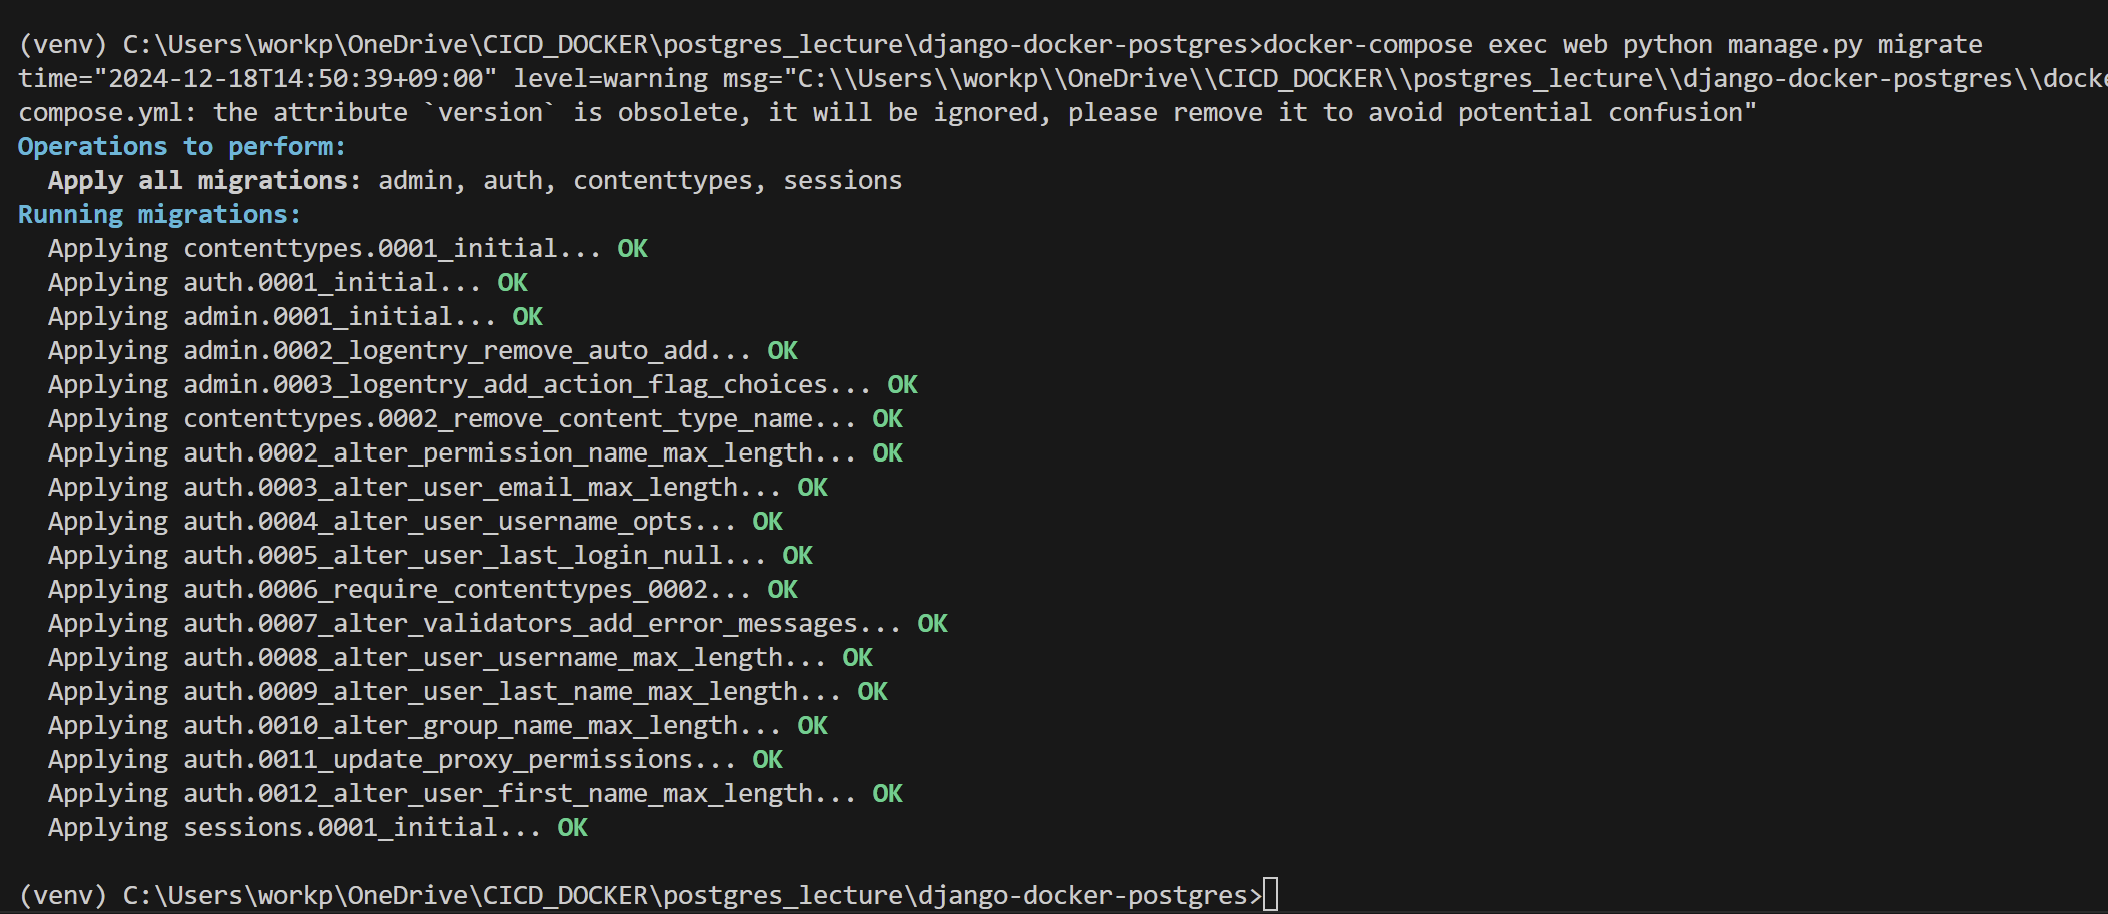 (venv) C:\Users\workp\OneDrive\CICD_DOCKER\postgres_lecture\django-docker-postgres>docker-compose exec web python manage.py migrate
time="2024-12-18T14:50:39+09:00" level=warning msg="C:\\Users\\workp\\OneDrive\\CICD_DOCKER\\postgres_lecture\\django-docker-postgres\\docke
compose.yml: the attribute `version` is obsolete, it will be ignored, please remove it to avoid potential confusion"
Operations to perform:
  Apply all migrations: admin, auth, contenttypes, sessions
Running migrations:
  Applying contenttypes.0001_initial... OK
  Applying auth.0001_initial... OK
  Applying admin.0001_initial... OK
  Applying admin.0002_logentry_remove_auto_add... OK
  Applying admin.0003_logentry_add_action_flag_choices... OK
  Applying contenttypes.0002_remove_content_type_name... OK
  Applying auth.0002_alter_permission_name_max_length... OK
  Applying auth.0003_alter_user_email_max_length... OK
  Applying auth.0004_alter_user_username_opts... OK
  Applying auth.0005_alter_user_last_login_null... OK
  Applying auth.0006_require_contenttypes_0002... OK
  Applying auth.0007_alter_validators_add_error_messages... OK
  Applying auth.0008_alter_user_username_max_length... OK
  Applying auth.0009_alter_user_last_name_max_length... OK
  Applying auth.0010_alter_group_name_max_length... OK
  Applying auth.0011_update_proxy_permissions... OK
  Applying auth.0012_alter_user_first_name_max_length... OK
  Applying sessions.0001_initial... OK
(venv) C:\Users\workp\OneDrive\CICD_DOCKER\postgres_lecture\django-docker-postgres>